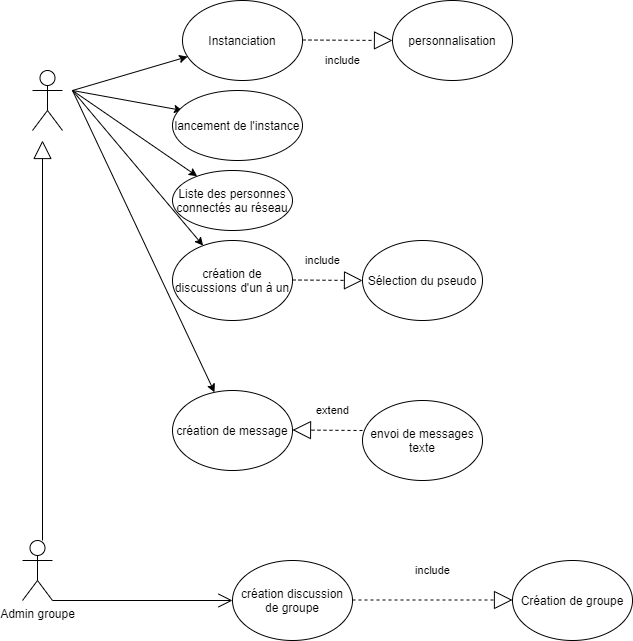 Instanciation
include
personnalisation
lancement de l'instance
Liste des personnes
connectés au réseau
création de
discussions d'un à un
include
Sélection du pseudo
création de message
extend
envoi de messages
texte
Admin groupe
création discussion
de groupe
include
Création de groupe